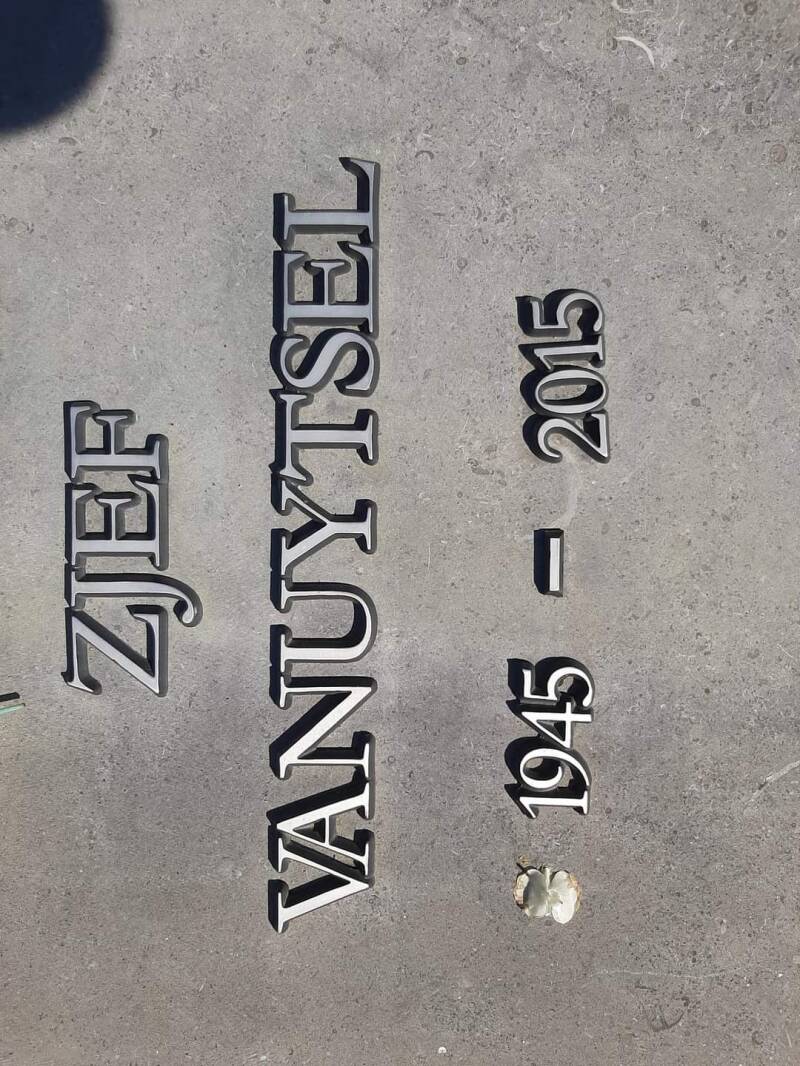 ZJEF
VANUYTSEL
1945 - 2015